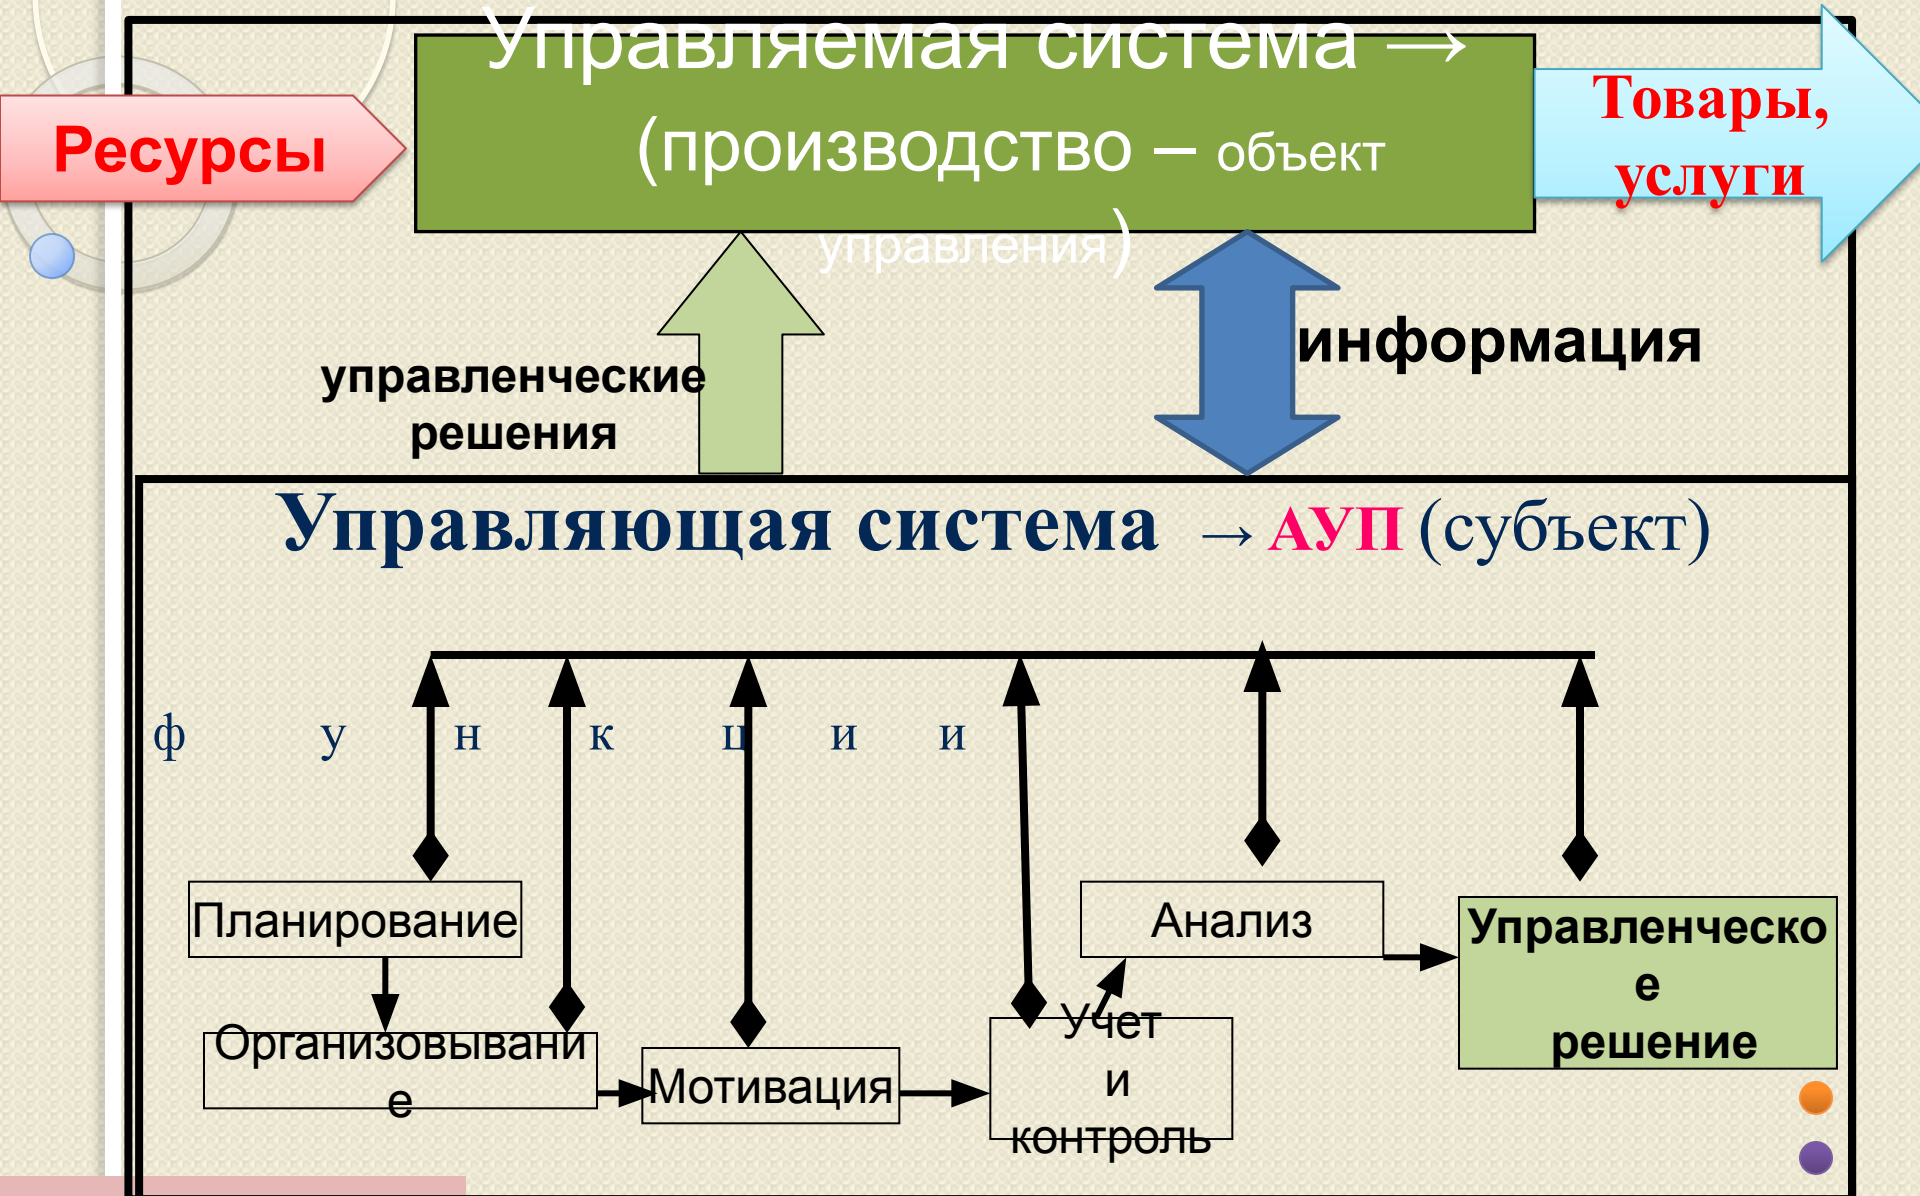 Управляемая система →
(производство – объект
управления)
Ресурсы
Товары,
услуги
управленческие
решения
информация
Управляющая система → АУП (субъект)
ф у н к ц и и
Планирование
Организовывани
е
Мотивация
Учет
и
контроль
Анализ
Управленческо
е
решение